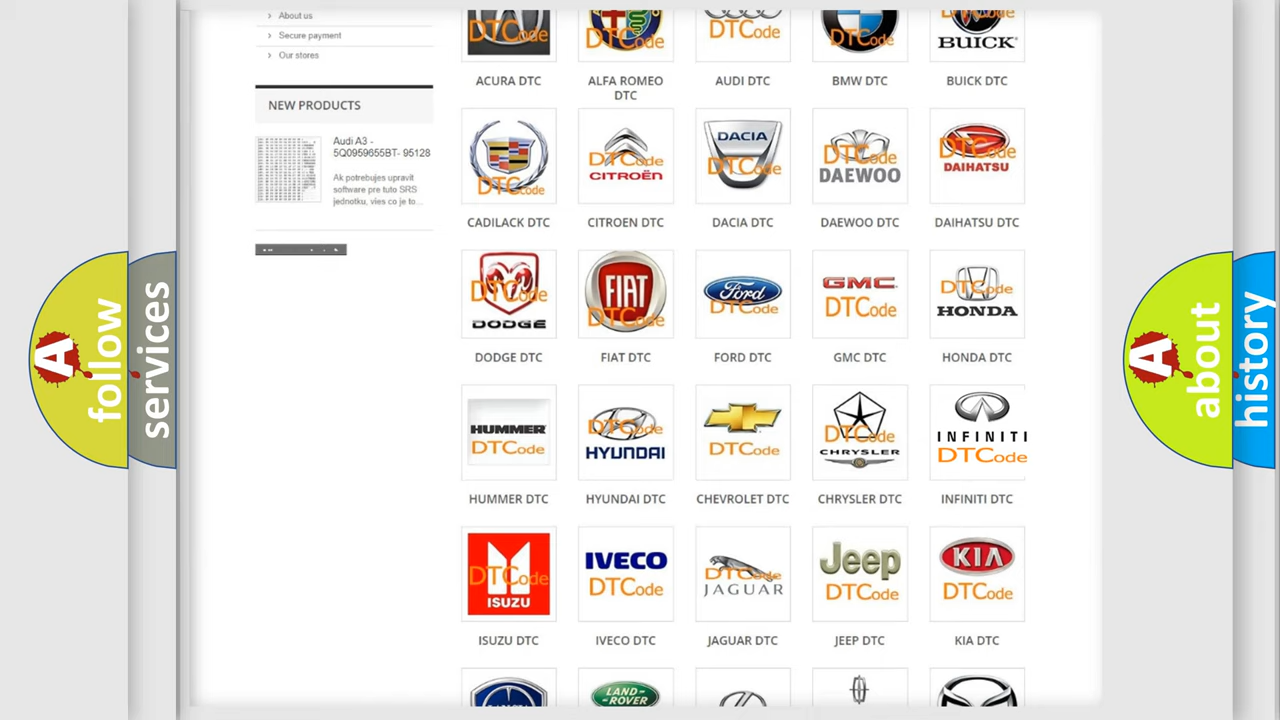 About us
Secure payment
Our stores
NEW PRODUCTS
Audi A3 -
5Q0959655BT- 95128
Ak potrebujes upravit
software pre tuto SRS
jednotku, vies co je to...
DTCode
DTCode
DTCode
DTCode
BUICK
ACURA DTC
ALFA ROMEO
DTC
AUDI DTC
BMW DTC
BUICK DTC
DTCode
DTCode
CITROËN
DACIA
DTCode
DTCode
DAEWOO
DTCode
DAIHATSU
CADILACK DTC
CITROEN DTC
DACIA DTC
DAEWOO DTC
DAIHATSU DTC
DTCode
DODGE
FIAT
DTCode
Ford
DTCode
GMC
DTCode
DTCode
HONDA
DODGE DTC
FIAT DTC
FORD DTC
GMC DTC
HONDA DTC
HUMMER
DTCode
DTCode
HYUNDAI
DTCode
DTCode
CHRYSLER
INFINITI
DTCode
HUMMER DTC
HYUNDAI DTC
CHEVROLET DTC
CHRYSLER DTC
INFINITI DTC
DTCode
ISUZU
IVECO
DTCode
DTCode
JAGUAR
Jeep
DTCode
KIA
DTCode
ISUZU DTC
IVECO DTC
JAGUAR DTC
JEEP DTC
KIA DTC
LAND-
ROVER
A follow
services
A about
history